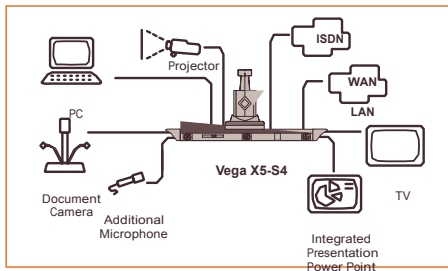 ISDN
Projector
WAN
LAN
PC
Vega X5-S4
TV
Document
Camera
Additional
Microphone
Integrated
Presentation
Power Point